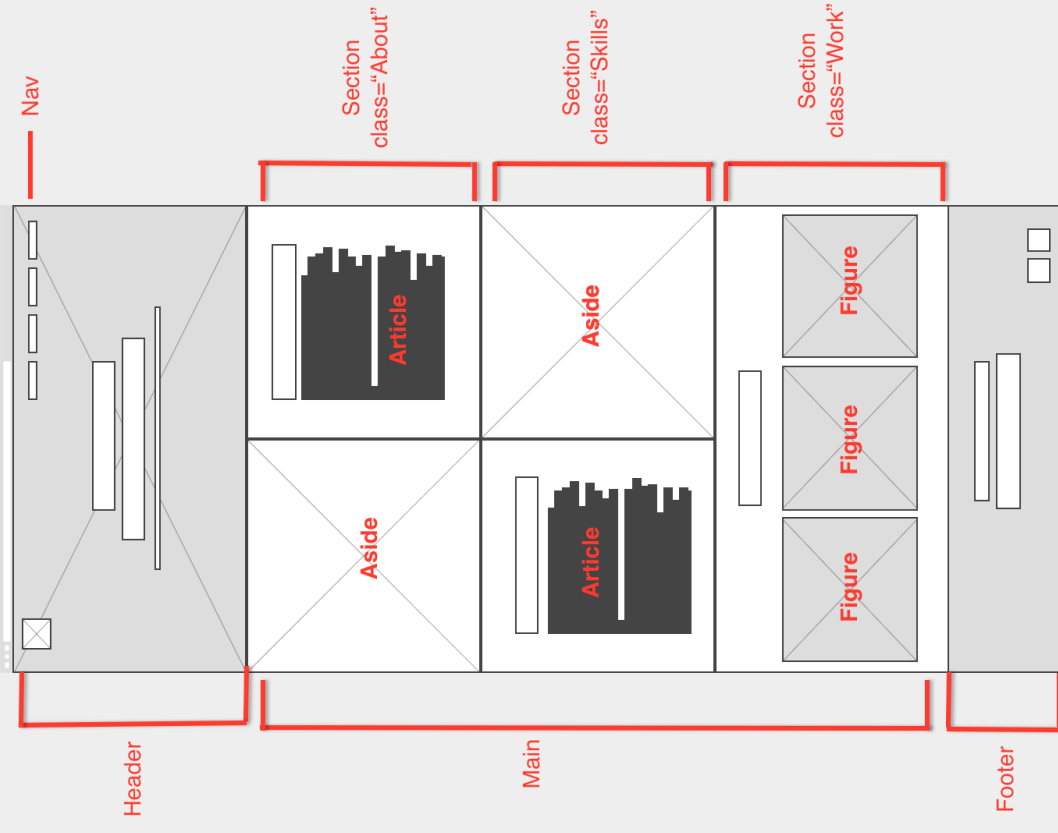 Nav
Header
Section
class=“About”
Aside
Article
Main
Section
class=“Skills”
Article
Aside
Section
class=“Work”
Figure
Figure
Figure
Footer